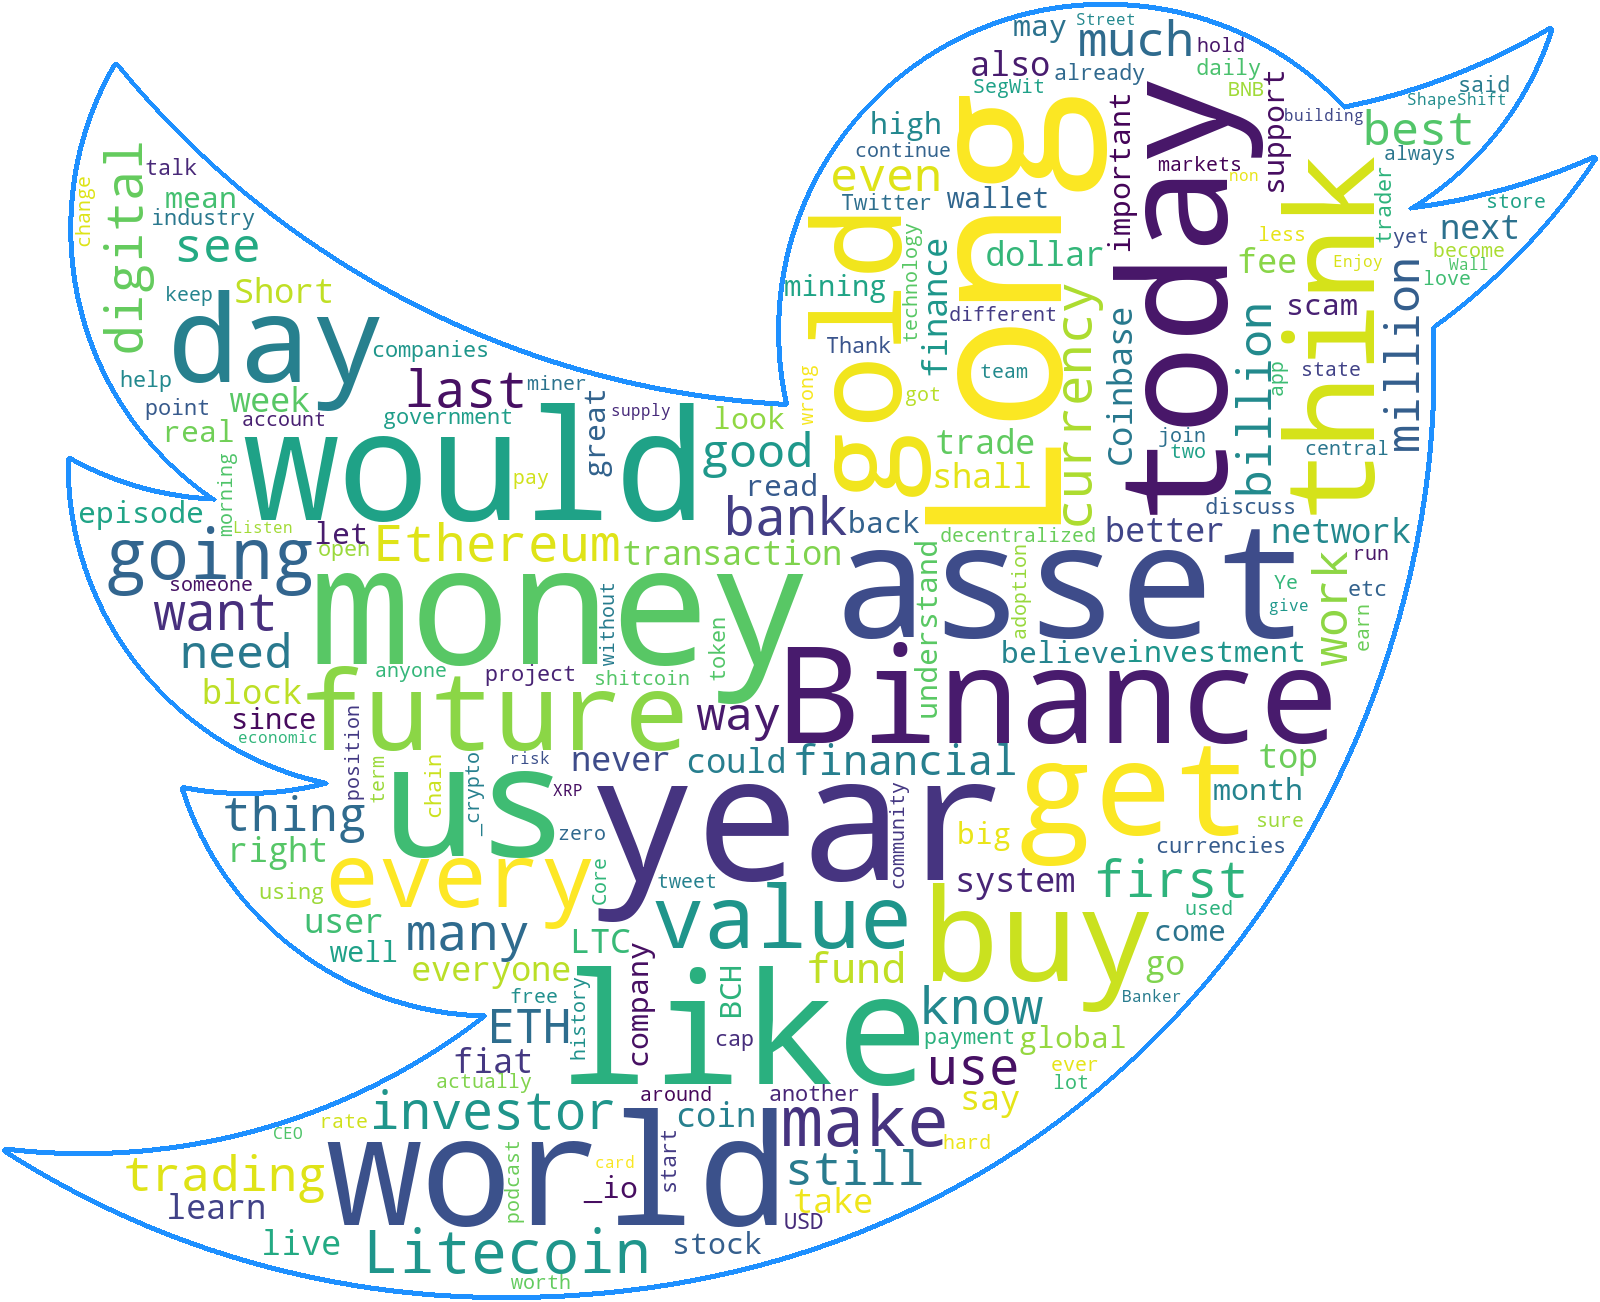 Street
may
much
hold
also
already
daily
said
SegWit
BNB
ShapeShift
high
important
today
support
building
best
continue
Long
markets
always
digital
talk
even
non
think
mean
Twitter
wallet
trader
store
change
industry
gold
technology
finance
less
yet
next
see
dollar
fee
become
Enjoy
Wall
keep
Short
mining
currency
billion
million
love
day
different
Coinbase
scam
companies
Thank
help
last
miner
wrong
team
app
state
week
great
got
point
account
government
supply
look
real
would
good
trade
join
central
morning
pay
read
shall
two
episode
Listen
let
bank
back
decentralized
better
discuss
network
going
open
Ethereum
transaction
understand
asset
adoption
work
run
someone
money
without
Ye
etc
want
give
earn
need
anyone
project
shitcoin
token
Binance
believe
investment
block
future
since
way
economic
position
term
chain
_crypto
risk
never
could
financial
get
top
us
XRP
year
community
month
thing
zero
big
sure
right
every
Core
currencies
using
tweet
value
system
first
user
buy
used
many
LTC
well
come
everyone
company
BCH
fund
go
free
history
like
know
Banker
ETH
cap
payment
global
fiat
use
ever
actually
lot
around
another
investor
coin
make
say
rate
CEO
world
start
hard
trading
podcast
card
still
_io
take
learn
USD
live
Litecoin
stock
worth